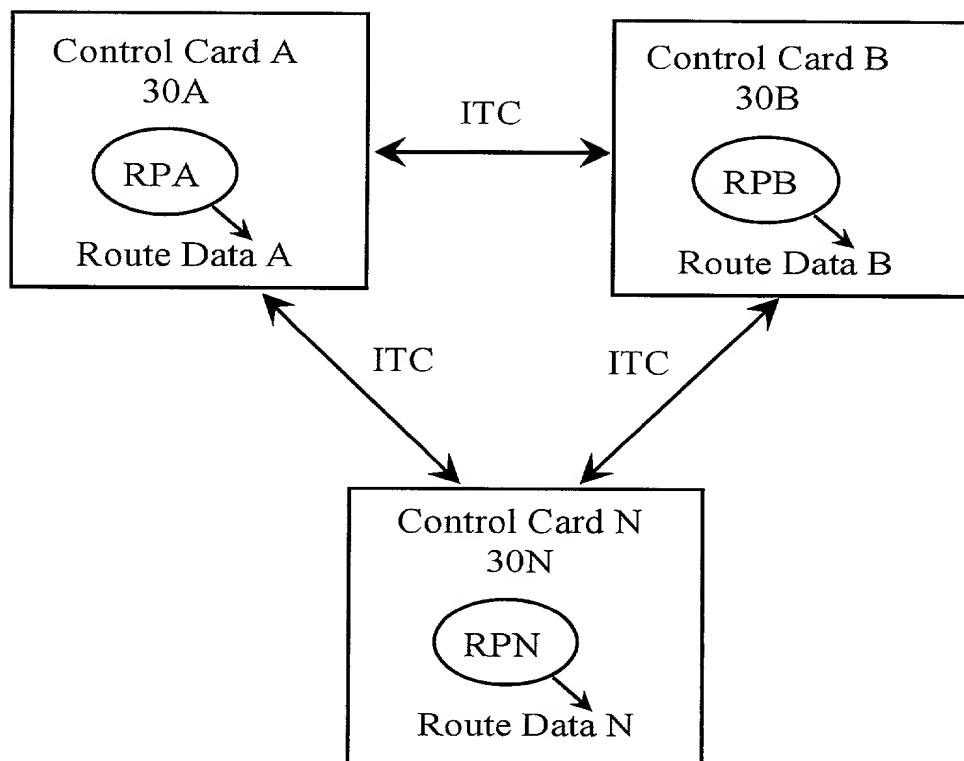 Control Card A
30A
RPA
Route Data A
ITC
Control Card B
30B
RPB
Route Data B
ITC
ITC
Control Card N
30N
RPN
Route Data N